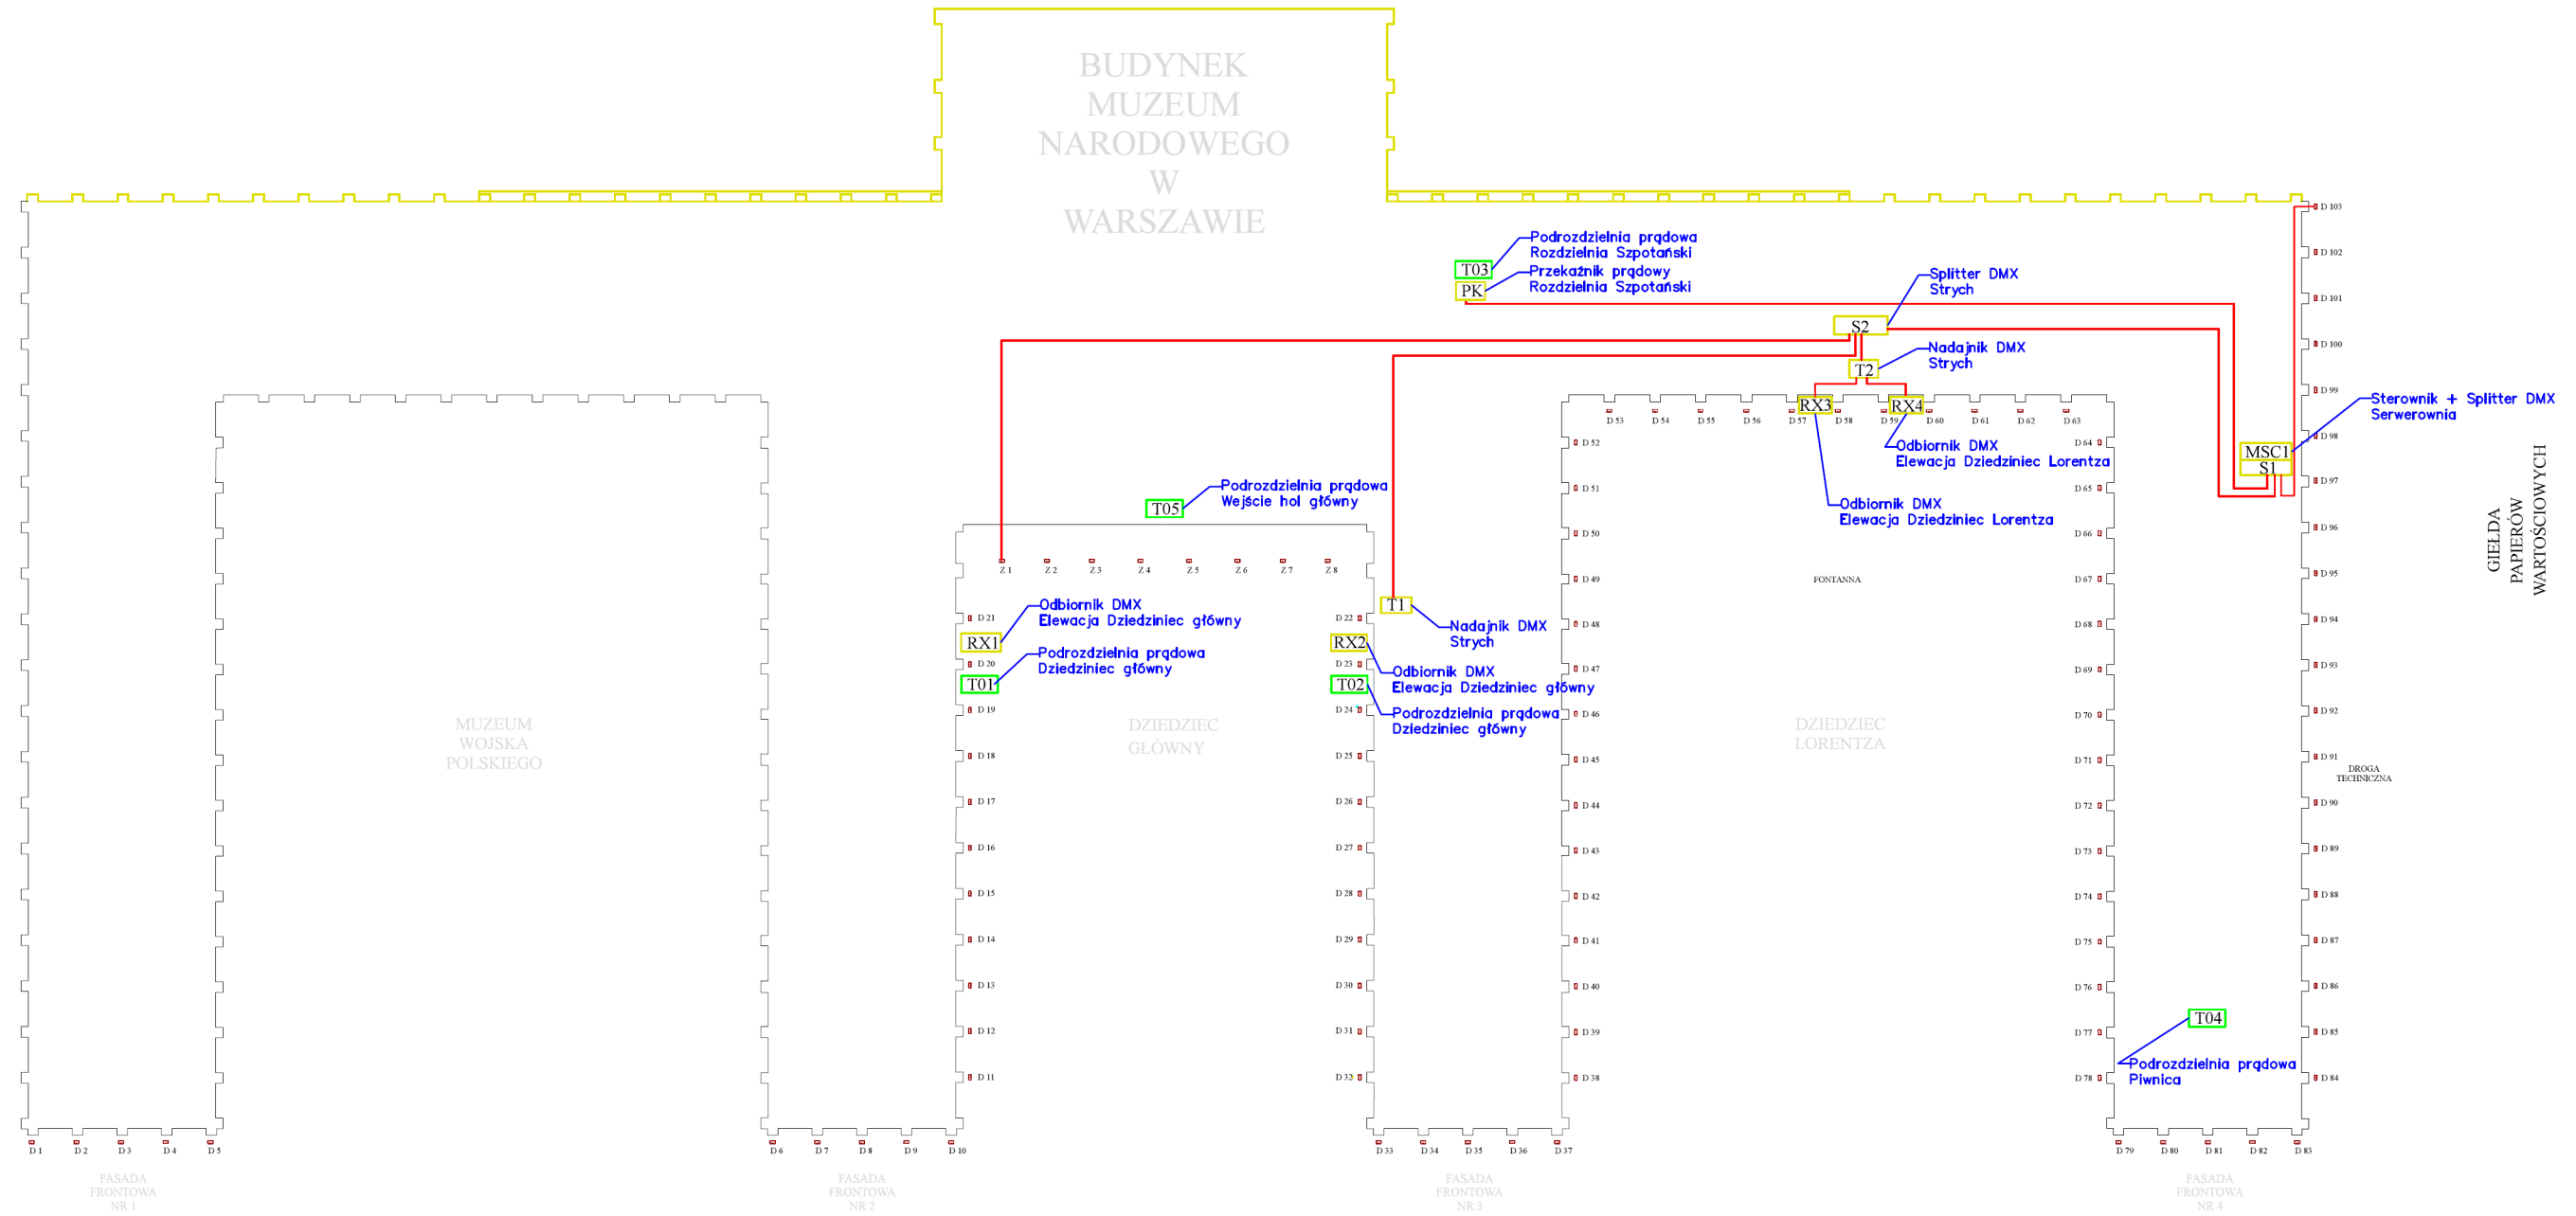 BUDYNEK
MUZEUM
NARODOWEGO
W
WARSZAWIE
D 103
D 102
D 101
D 100
D 99
D 98
D 97
D 96
D 95
D 94
D 93
D 92
D 91
D 90
D 89
D 88
D 87
D 86
D 85
D 84
T03
Podrozdzielnia prądowa
Rozdzielnia Szpotański
PK
Przekaźnik prądowy
Rozdzielnia Szpotański
S2
Splitter DMX
Strych
T2
Nadajnik DMX
Strych
RX3
RX4
Odbiornik DMX
Elewacja Dziedziniec Lorentza
Odbiornik DMX
Elewacja Dziedziniec Lorentza
MSC1
S1
Sterownik + Splitter DMX
Serwerownia
GIEŁDA
PAPIERÓW
WARTOŚCIOWYCH
DROGA
TECHNICZNA
D 53
D 54
D 55
D 56
D 57
D 58
D 59
D 60
D 61
D 62
D 63
D 52
D 51
D 50
D 49
D 48
D 47
D 46
D 45
D 44
D 43
D 42
D 41
D 40
D 39
D 38
FONTANNA
DZIEDZIEC
LORENTZA
D 64
D 65
D 66
D 67
D 68
D 69
D 70
D 71
D 72
D 73
D 74
D 75
D 76
D 77
D 78
T04
Podrozdzielnia prądowa
Piwnica
T05
Podrozdzielnia prądowa
Wejście hol główny
Z 1
Z 2
Z 3
Z 4
Z 5
Z 6
Z 7
Z 8
T1
Nadajnik DMX
Strych
RX1
Odbiornik DMX
Elewacja Dziedziniec główny
T01
Podrozdzielnia prądowa
Dziedziniec główny
RX2
Odbiornik DMX
Elewacja Dziedziniec główny
T02
Podrozdzielnia prądowa
Dziedziniec główny
D 21
D 20
D 19
D 18
D 17
D 16
D 15
D 14
D 13
D 12
D 11
DZIEDZIEC
GŁÓWNY
D 22
D 23
D 24
D 25
D 26
D 27
D 28
D 29
D 30
D 31
D 32
MUZEUM
WOJSKA
POLSKIEGO
D 1
D 2
D 3
D 4
D 5
D 6
D 7
D 8
D 9
D 10
D 33
D 34
D 35
D 36
D 37
D 79
D 80
D 81
D 82
D 83
FASADA
FRONTOWA
NR 1
FASADA
FRONTOWA
NR 2
FASADA
FRONTOWA
NR 3
FASADA
FRONTOWA
NR 4